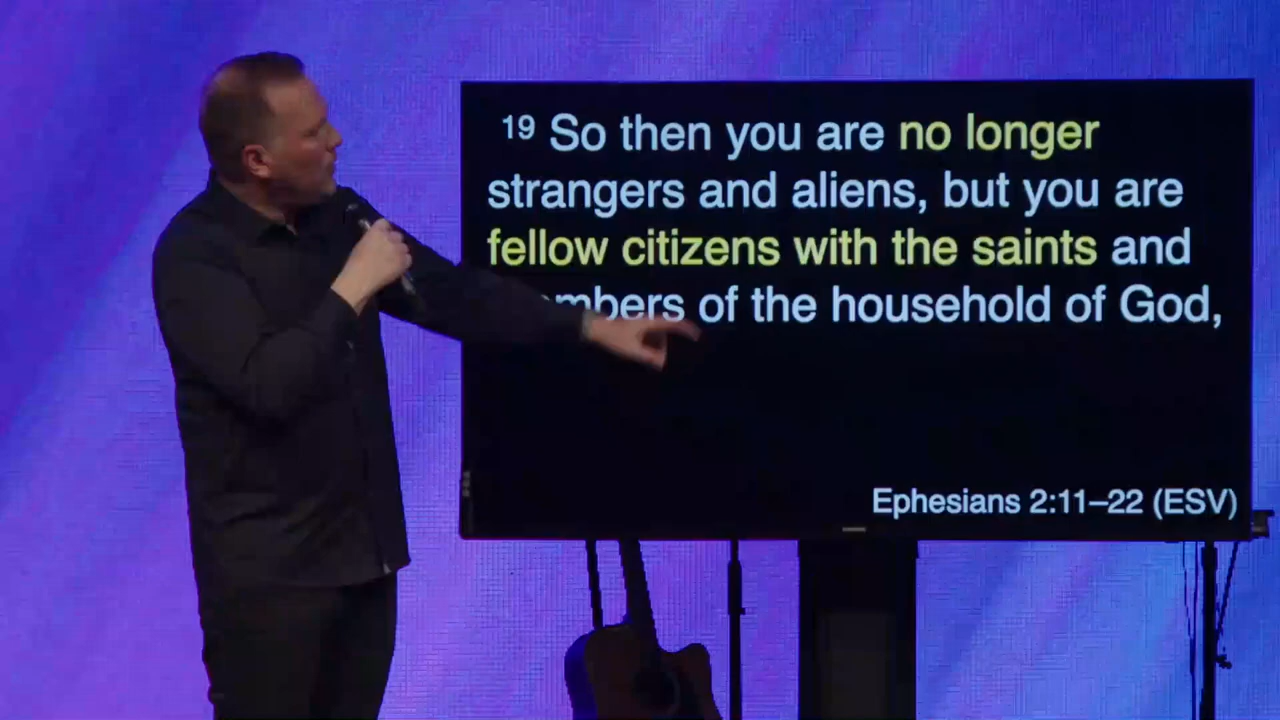 19 So then you are no longer
strangers and aliens, but you are
fellow citizens with the saints and
of the household of God,
Ephesians 2:11–22 (ESV)